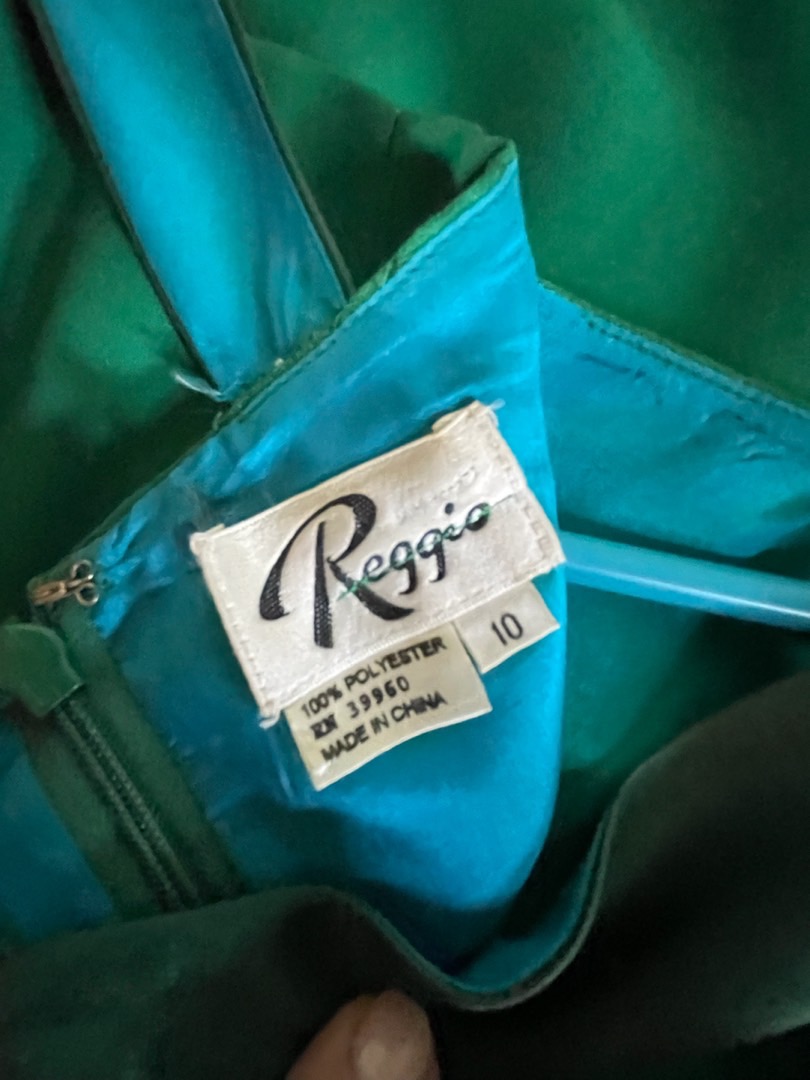 Reggio
10
100% POLYESTER
RN 39960
MADE IN CHINA